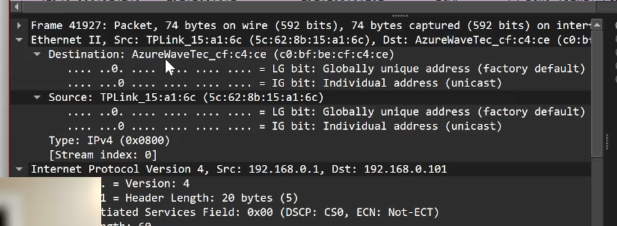 Frame 41927: Packet, 74 bytes on wire (592 bits), 74 bytes captured (592 bits) on inter
Ethernet II, Src: TPLink_15:a1:6c (5c:62:8b:15:a1:6c), Dst: AzureWaveTec_cf:c4:ce (c0:b
Destination: AzureWaveTec_cf:c4:ce (c0:bf:be:cf:c4:ce)
.... ..0. .... .... .... .... = LG bit: Globally unique address (factory default)
.... ...0 .... .... .... .... = IG bit: Individual address (unicast)
Source: TPLink_15:a1:6c (5c:62:8b:15:a1:6c)
.... ..0. .... .... .... .... = LG bit: Globally unique address (factory default)
.... ...0 .... .... .... .... = IG bit: Individual address (unicast)
Type: IPv4 (0x0800)
[Stream index: 0]
Internet Protocol Version 4, Src: 192.168.0.1, Dst: 192.168.0.101
. = Version: 4
1 = Header Length: 20 bytes (5)
tiated Services Field: 0x00 (DSCP: CS0, ECN: Not-ECT)